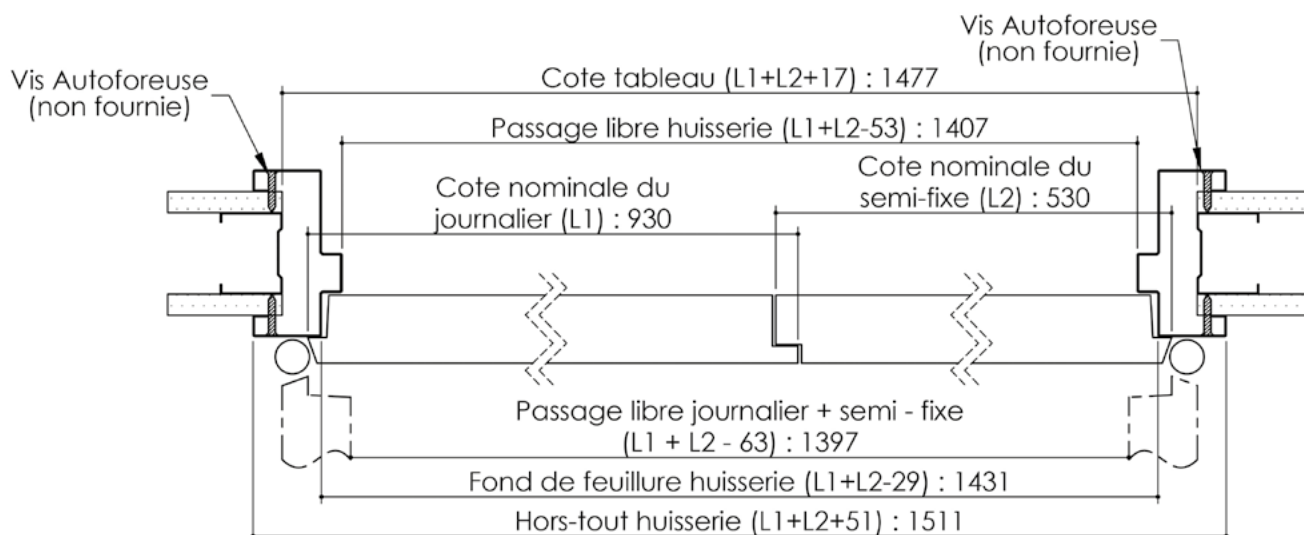 Vis Autoforeuse
(non fournie)
Vis Autoforeuse
(non fournie)
Cote tableau (L1+L2+17) : 1477
Passage libre huisserie (L1+L2-53) : 1407
Cote nominale du
journalier (L1) : 930
Cote nominale du
semi-fixe (L2) : 530
Passage libre journalier + semi - fixe
(L1 + L2 - 63) : 1397
Fond de feuillure huisserie (L1+L2-29) : 1431
Hors-tout huisserie (L1+L2+51) : 1511